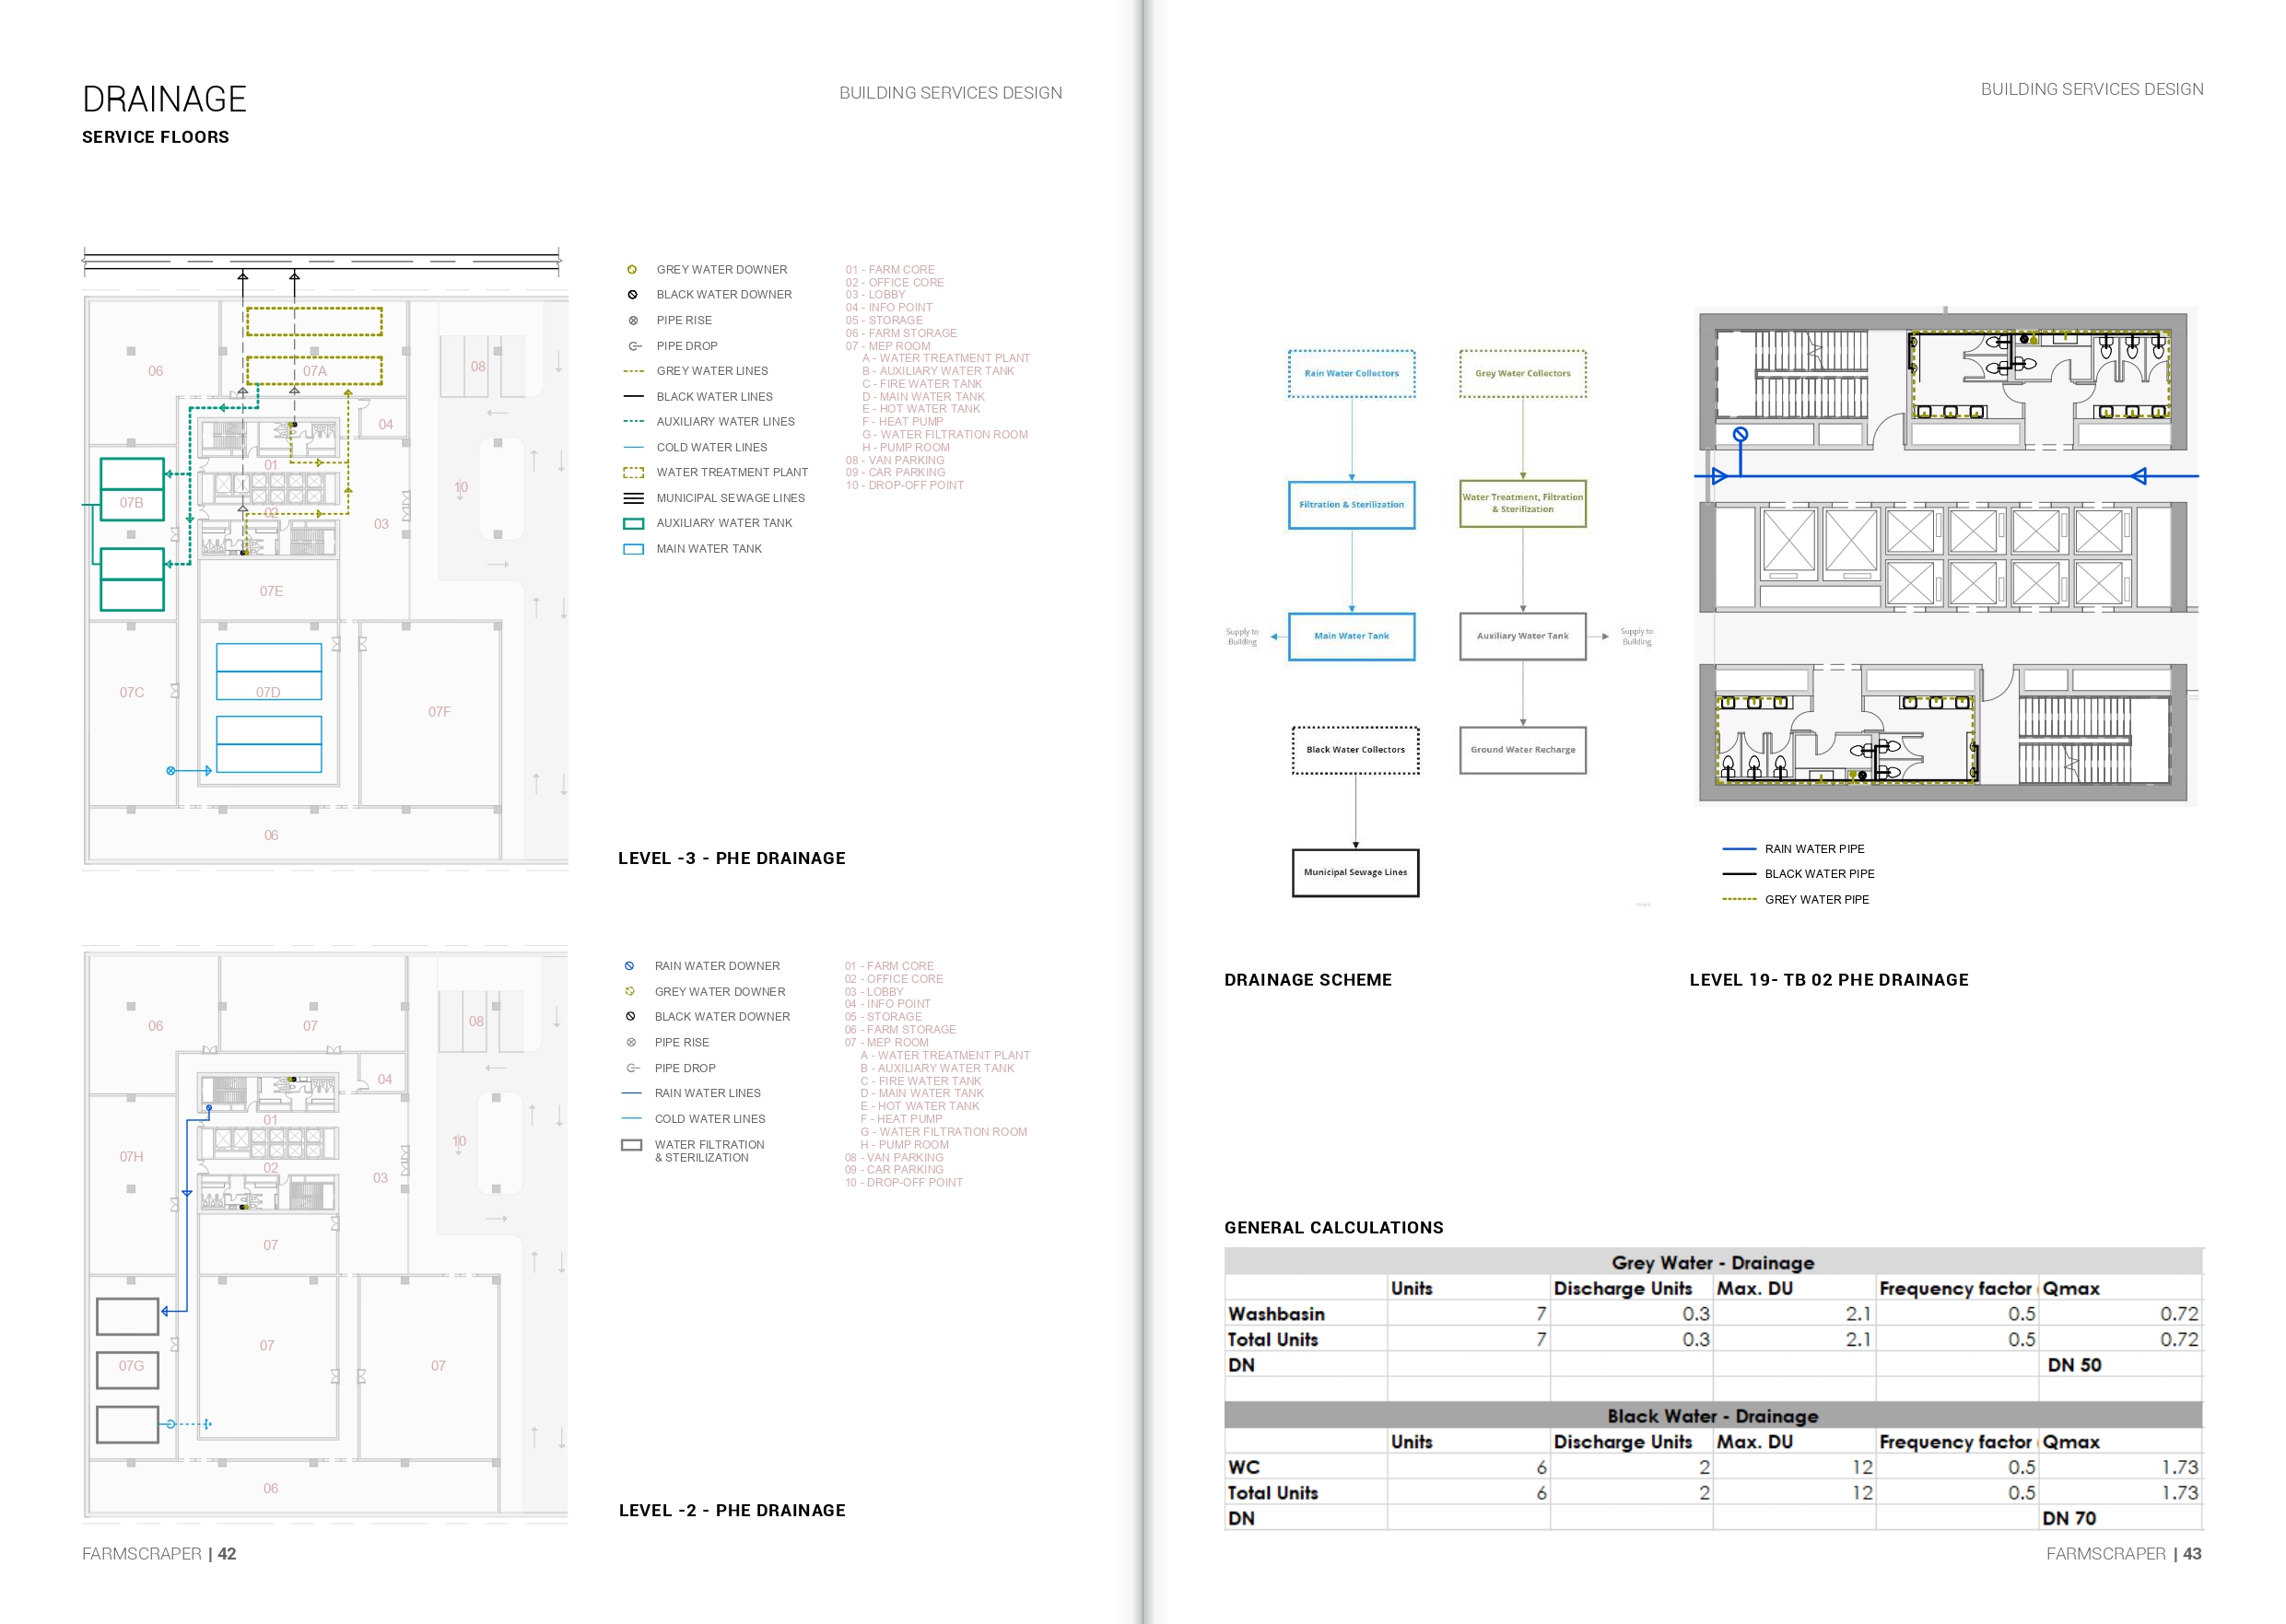 DRAINAGE
SERVICE FLOORS
BUILDING SERVICES DESIGN
06
07A
08
04
01
10
07B
02
03
07E
07C
07D
07F
06
GREY WATER DOWNER
BLACK WATER DOWNER
PIPE RISE
PIPE DROP
GREY WATER LINES
BLACK WATER LINES
AUXILIARY WATER LINES
COLD WATER LINES
WATER TREATMENT PLANT
MUNICIPAL SEWAGE LINES
AUXILIARY WATER TANK
MAIN WATER TANK
01 - FARM CORE
02 - OFFICE CORE
03 - LOBBY
04 - INFO POINT
05 - STORAGE
06 - FARM STORAGE
07 - MEP ROOM
A - WATER TREATMENT PLANT
B - AUXILIARY WATER TANK
C - FIRE WATER TANK
D - MAIN WATER TANK
E - HOT WATER TANK
F - HEAT PUMP
G - WATER FILTRATION ROOM
H - PUMP ROOM
08 - VAN PARKING
09 - CAR PARKING
10 - DROP-OFF POINT
LEVEL -3 - PHE DRAINAGE
06
07
08
04
01
10
07H
02
03
07
07G
07
07
06
RAIN WATER DOWNER
GREY WATER DOWNER
BLACK WATER DOWNER
PIPE RISE
PIPE DROP
RAIN WATER LINES
COLD WATER LINES
WATER FILTRATION
& STERILIZATION
01 - FARM CORE
02 - OFFICE CORE
03 - LOBBY
04 - INFO POINT
05 - STORAGE
06 - FARM STORAGE
07 - MEP ROOM
A - WATER TREATMENT PLANT
B - AUXILIARY WATER TANK
C - FIRE WATER TANK
D - MAIN WATER TANK
E - HOT WATER TANK
F - HEAT PUMP
G - WATER FILTRATION ROOM
H - PUMP ROOM
08 - VAN PARKING
09 - CAR PARKING
10 - DROP-OFF POINT
LEVEL -2 - PHE DRAINAGE
FARMSCRAPER | 42
BUILDING SERVICES DESIGN
Rain Water Collectors
Grey Water Collectors
Filtration & Sterilization
Water Treatment, Filtration
& Sterilization
Supply to
Building
Main Water Tank
Auxiliary Water Tank
Supply to
Building
Black Water Collectors
Ground Water Recharge
Municipal Sewage Lines
DRAINAGE SCHEME
RAIN WATER PIPE
BLACK WATER PIPE
GREY WATER PIPE
LEVEL 19- TB 02 PHE DRAINAGE
GENERAL CALCULATIONS
Grey Water - Drainage
Units Discharge Units Max. DU Frequency factor Qmax
Washbasin 7 0.3 2.1 0.5 0.72
Total Units 7 0.3 2.1 0.5 0.72
DN DN 50
Black Water - Drainage
Units Discharge Units Max. DU Frequency factor Qmax
WC 6 2 12 0.5 1.73
Total Units 6 2 12 0.5 1.73
DN DN 70
FARMSCRAPER | 43